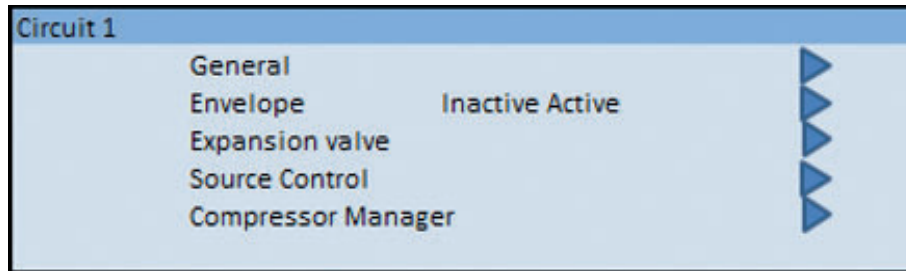 Circuit 1
General
Envelope Inactive Active
Expansion valve
Source Control
Compressor Manager